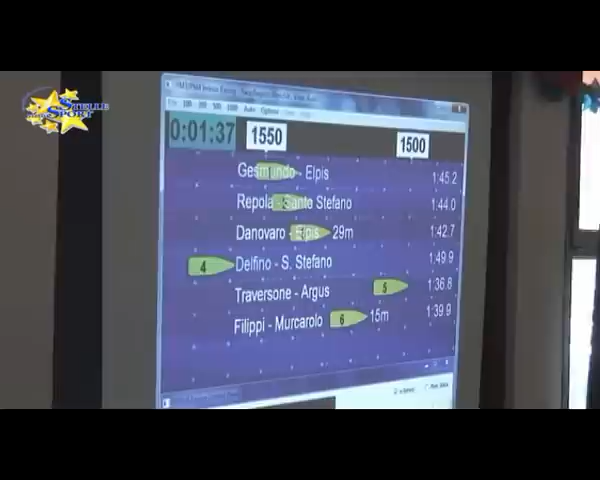 STELLE
SPORT
0:01:37 1550 1500
Gesmundo - Elpis 1:45.2
Repola - Santo Stefano 1:44.0
Danovaro - Elpis 29m 1:42.7
4 Delfino - S. Stefano 1:49.9
Traversone - Argus 5 1:36.8
Filippi - Murcarolo 6 15m 1:39.9